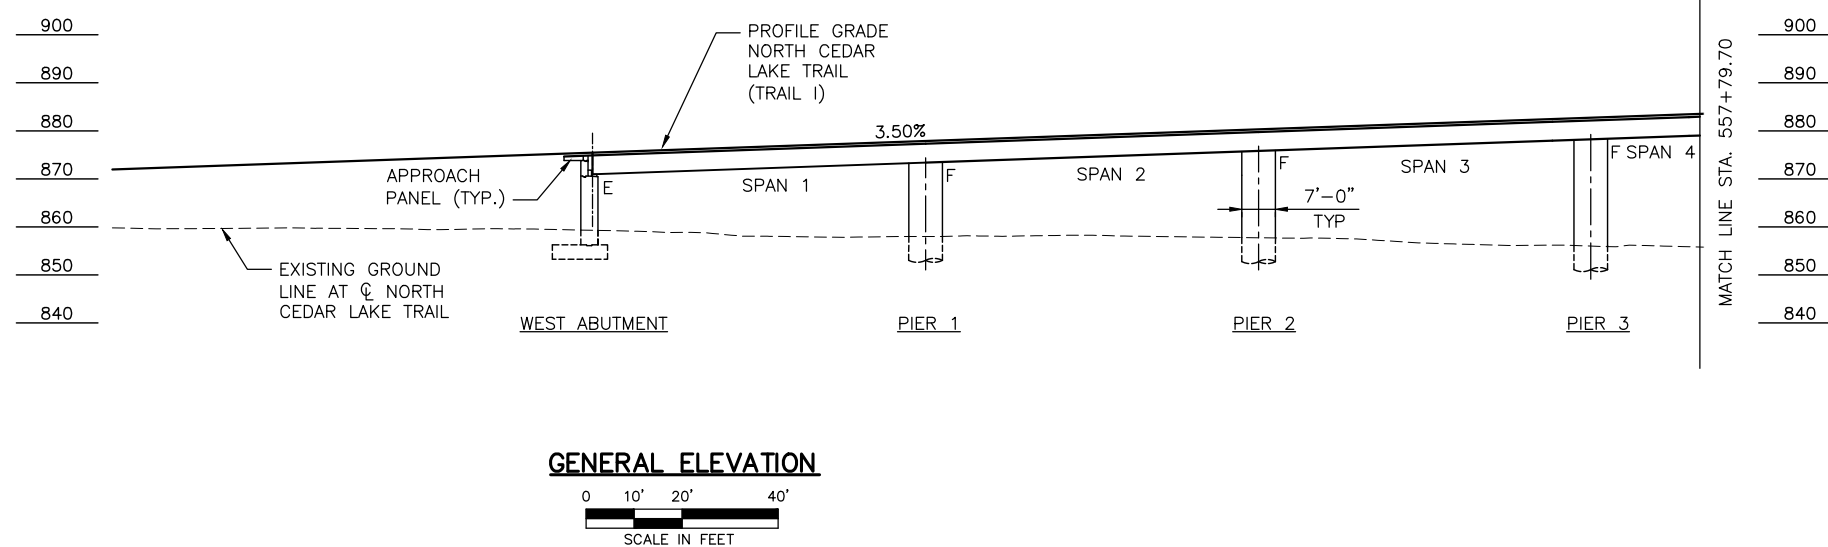 900
890
880
870
860
850
840
PROFILE GRADE
NORTH CEDAR
LAKE TRAIL
(TRAIL 1)
3.50%
APPROACH
PANEL (TYP.)
E
SPAN 1
F
SPAN 2
F
SPAN 3
F SPAN 4
7'-0"
TYP
EXISTING GROUND
LINE AT ℄ NORTH
CEDAR LAKE TRAIL
WEST ABUTMENT
PIER 1
PIER 2
PIER 3
MATCH LINE STA. 557+79.70
900
890
880
870
860
850
840
GENERAL ELEVATION
0 10' 20' 40'
SCALE IN FEET